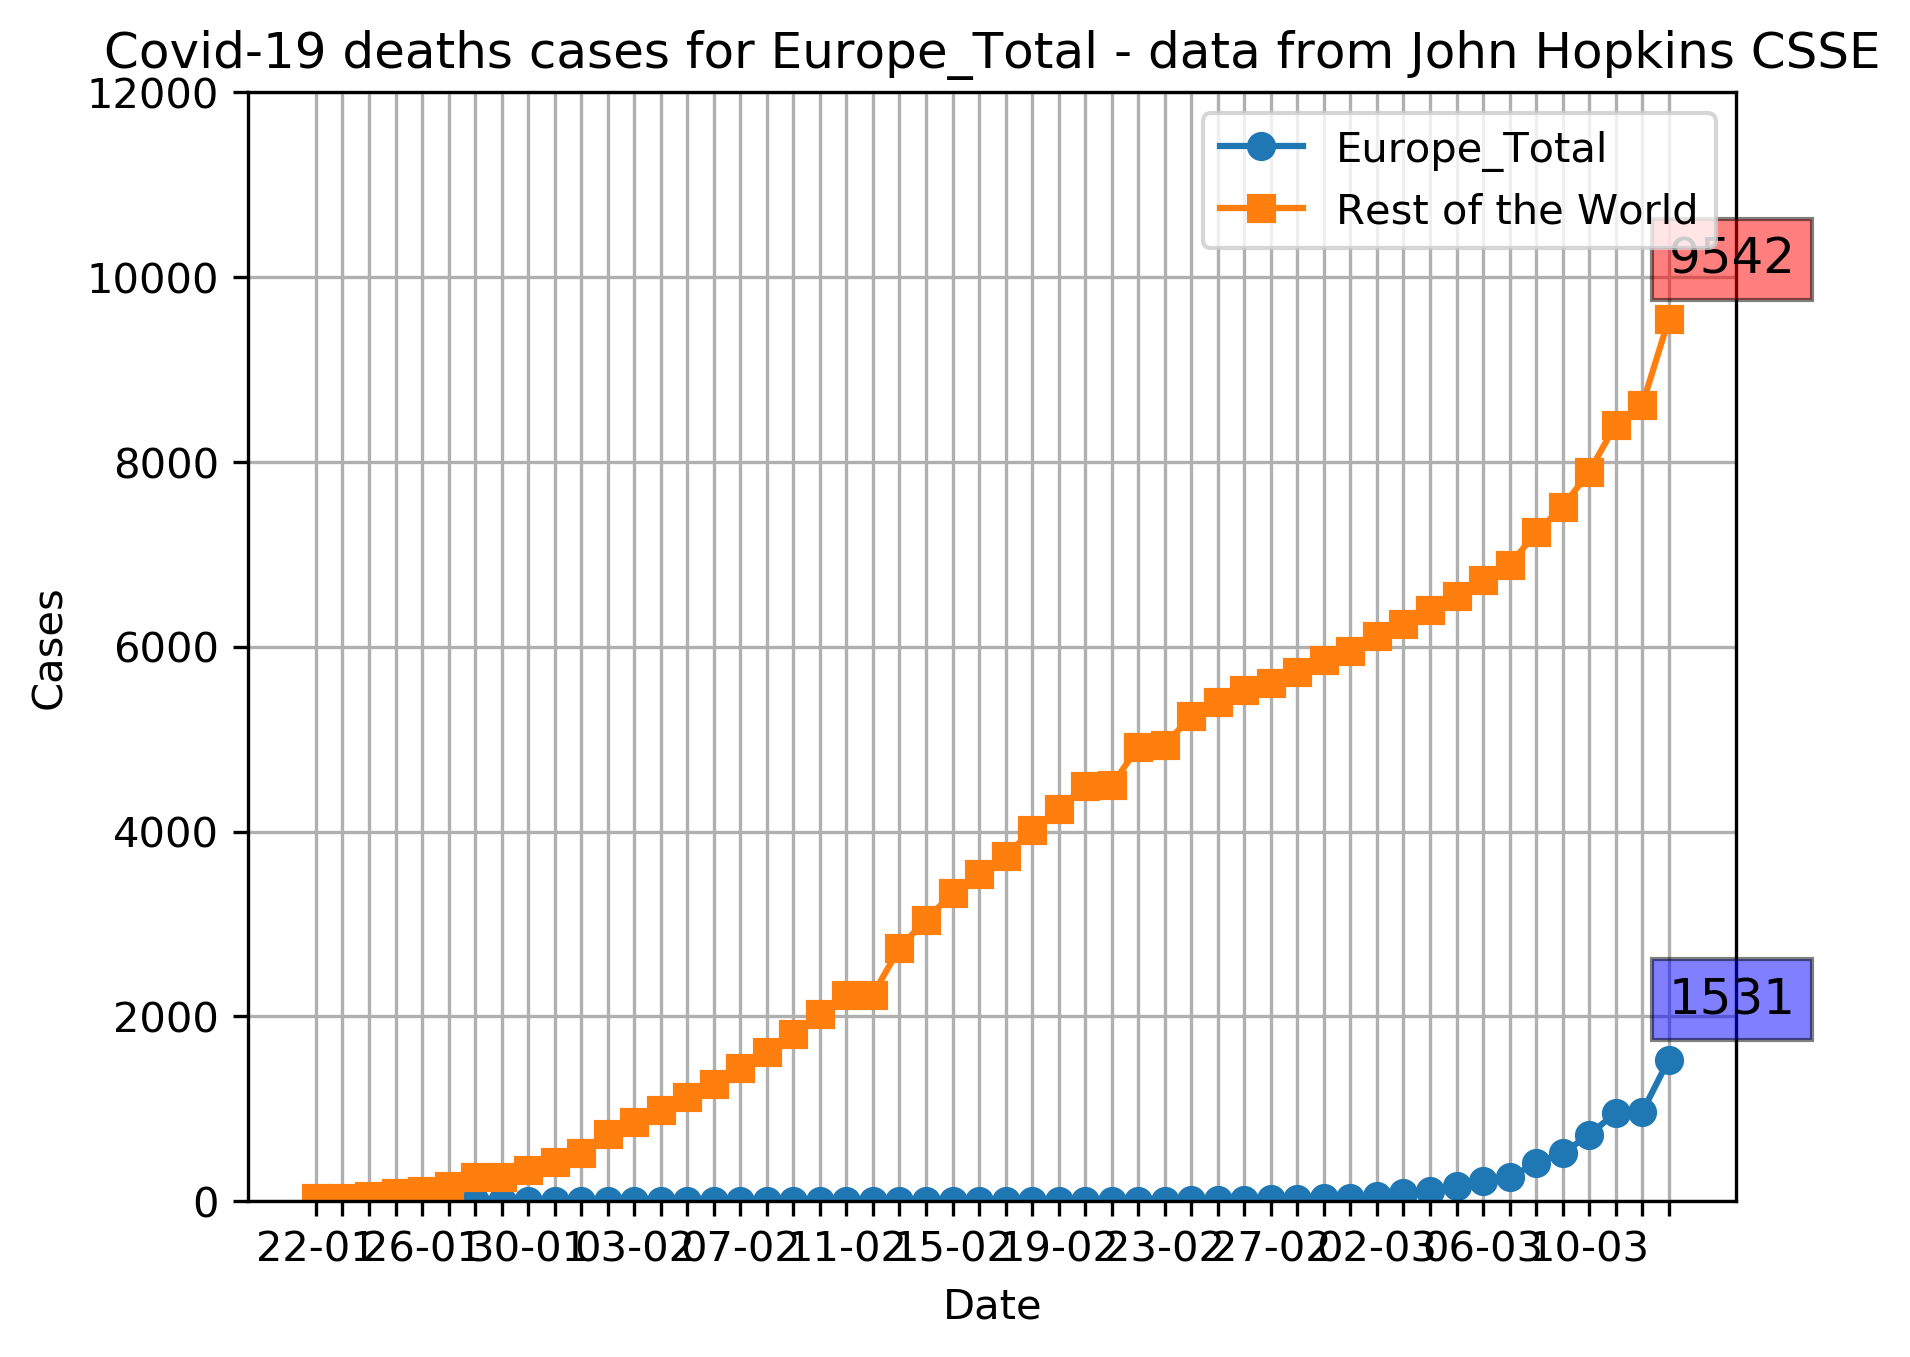 Covid-19 deaths cases for Europe_Total - data from John Hopkins CSSE
12000
10000
8000
6000
4000
2000
0
Cases
Europe_Total
Rest of the World
9542
1531
22-01 26-01 30-01 03-02 07-02 11-02 15-02 19-02 23-02 27-02 02-03 06-03 10-03
Date